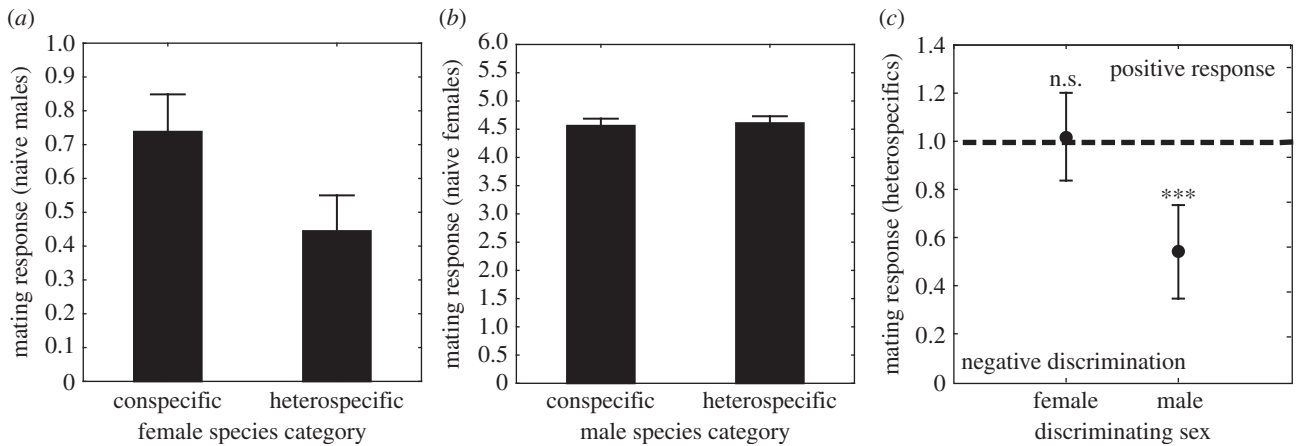 (a)
mating response (naive males)
1.0
0.9
0.8
0.7
0.6
0.5
0.4
0.3
0.2
0.1
0
conspecific heterospecific
female species category
(b)
mating response (naive females)
6.0
5.5
5.0
4.5
4.0
3.5
3.0
2.5
2.0
1.5
1.0
0.5
0
conspecific heterospecific
male species category
(c)
mating response (heterospecifics)
1.4
1.2
1.0
0.8
0.6
0.4
0.2
0
positive response
n.s.
***
negative discrimination
female male
discriminating sex